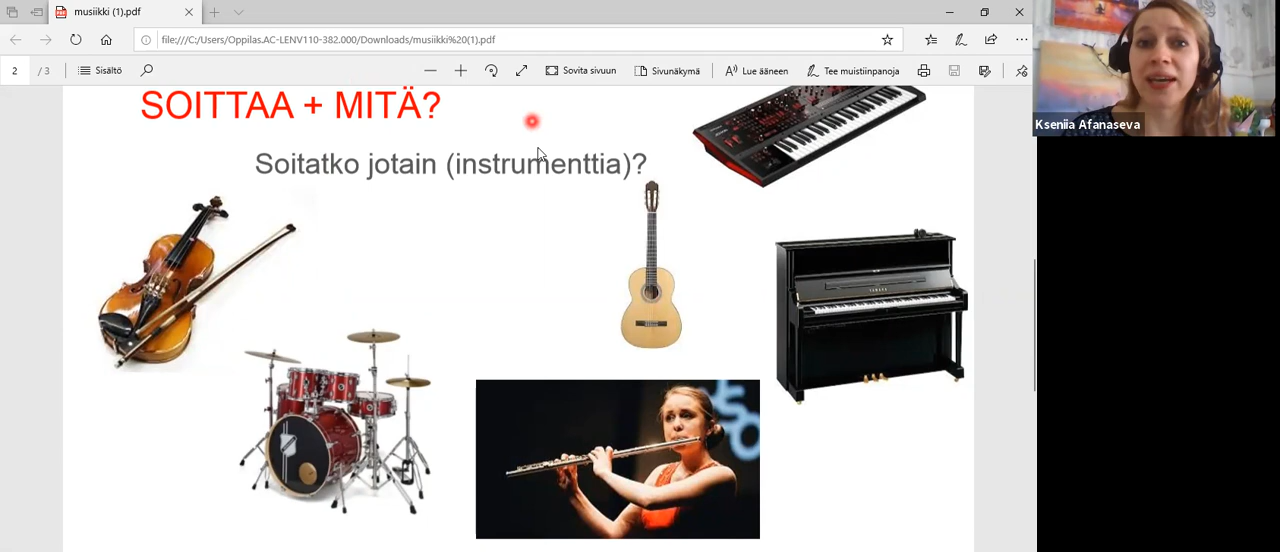 musiikki (1).pdf
file:///C:/Users/Oppilas.AC-LENV110-382.000/Downloads/musiikki%20(1).pdf
2 / 3 Sisältö Sovita sivuun Sivunäkymä Lue ääneen Tee muistiinpanoja
SOITTAA + MITÄ?
Soitatko jotain (instrumenttia)?
YAMAHA
Kseniia Afanaseva